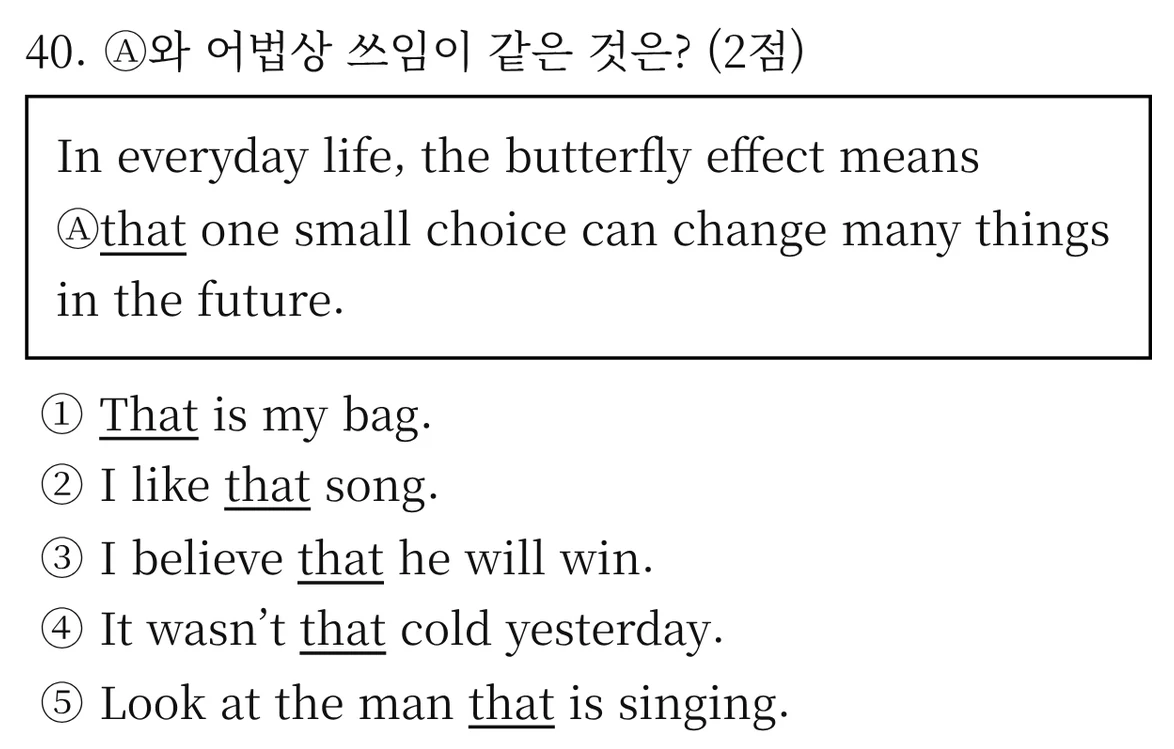 40. Ⓐ와 어법상 쓰임이 같은 것은? (2점)
In everyday life, the butterfly effect means
Ⓐthat one small choice can change many things
in the future.
① That is my bag.
② I like that song.
③ I believe that he will win.
④ It wasn’t that cold yesterday.
⑤ Look at the man that is singing.